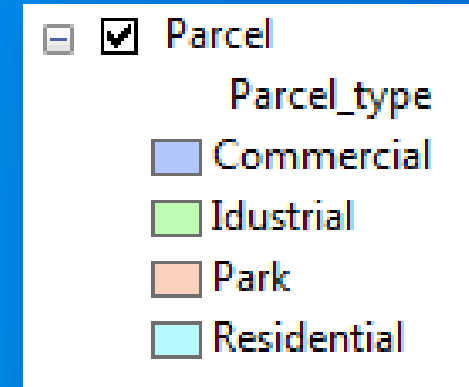 Parcel
Parcel_type
Commercial
Idustrial
Park
Residential